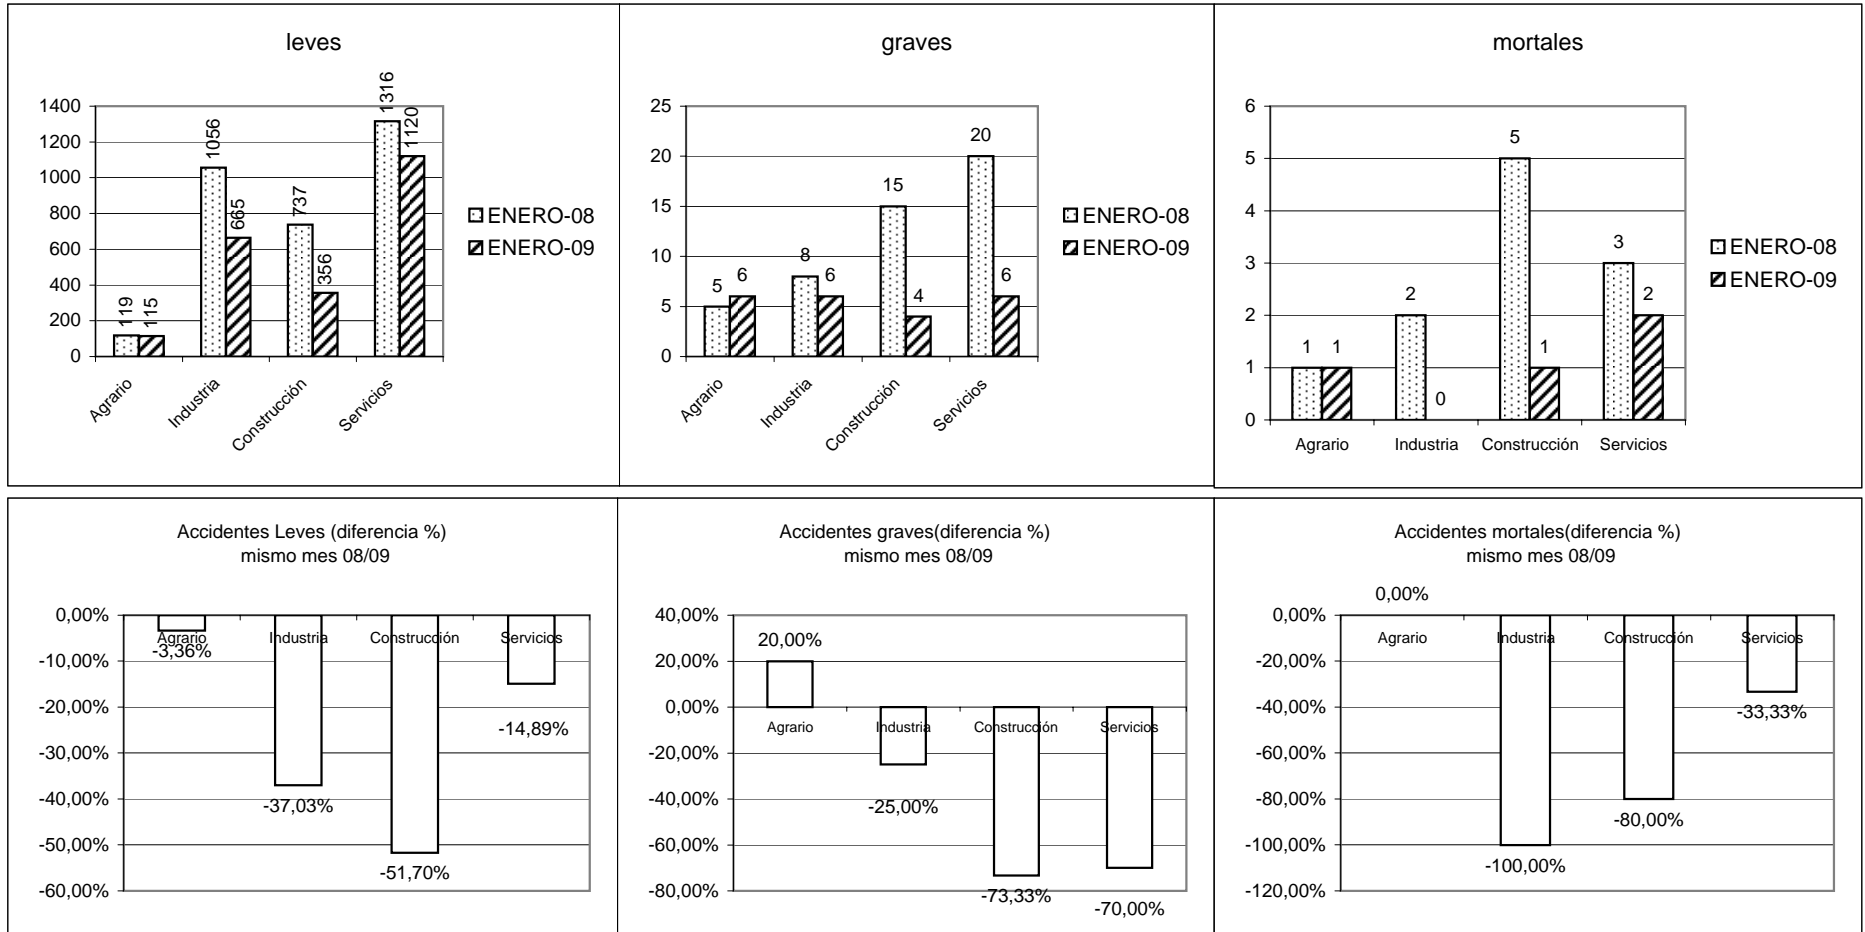 leves
1400
1200
1000
800
600
400
200
0
119
115
1056
665
737
356
1316
1120
Agrario
Industria
Construcción
Servicios
ENERO-08
ENERO-09
graves
25
20
15
10
5
0
5
6
8
6
15
4
20
6
Agrario
Industria
Construcción
Servicios
ENERO-08
ENERO-09
mortales
6
5
4
3
2
1
0
1
1
2
0
5
1
3
2
Agrario
Industria
Construcción
Servicios
ENERO-08
ENERO-09
Accidentes Leves (diferencia %)
mismo mes 08/09
0,00%
-10,00%
-20,00%
-30,00%
-40,00%
-50,00%
-60,00%
Agrario
Industria
Construcción
Servicios
-3,36%
-37,03%
-51,70%
-14,89%
Accidentes graves(diferencia %)
mismo mes 08/09
40,00%
20,00%
0,00%
-20,00%
-40,00%
-60,00%
-80,00%
20,00%
Agrario
Industria
Construcción
Servicios
-25,00%
-73,33%
-70,00%
Accidentes mortales(diferencia %)
mismo mes 08/09
0,00%
-20,00%
-40,00%
-60,00%
-80,00%
-100,00%
-120,00%
0,00%
Agrario
Industria
Construcción
Servicios
-100,00%
-80,00%
-33,33%